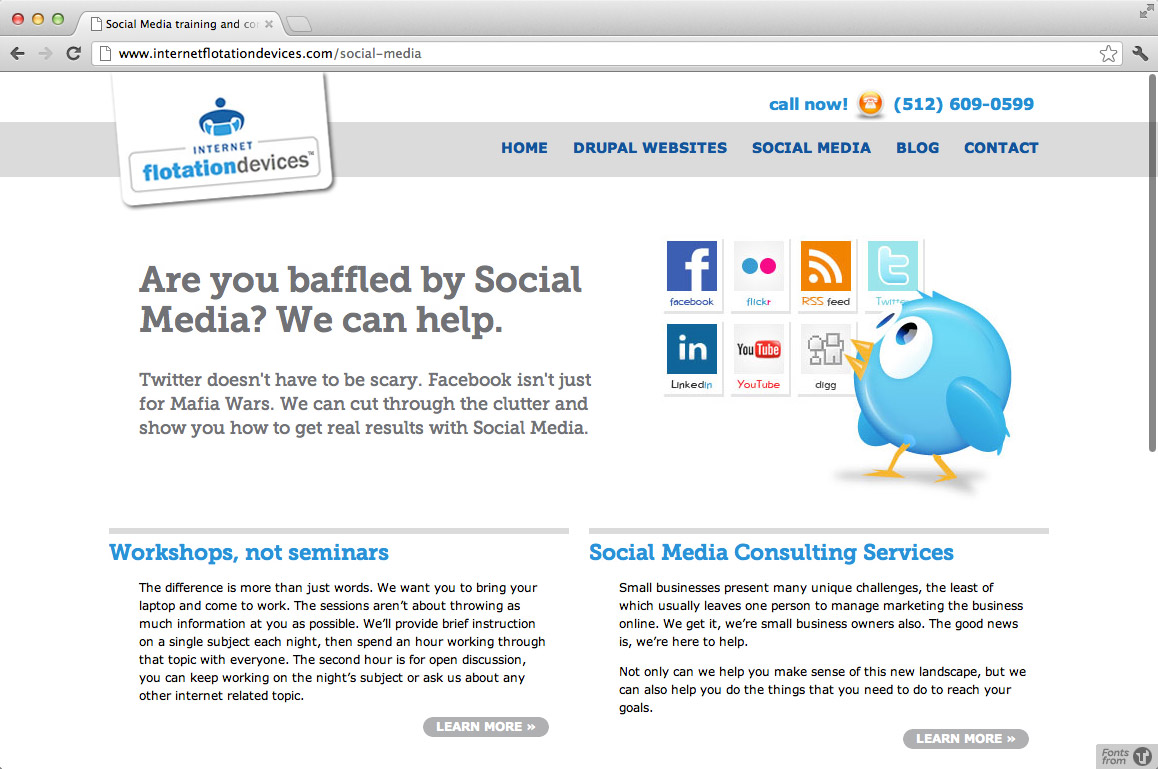 Social Media training and co
www.internetflotationdevices.com/social-media
INTERNET
flotationdevices™
call now! (512) 609-0599
HOME DRUPAL WEBSITES SOCIAL MEDIA BLOG CONTACT
Are you baffled by Social
Media? We can help.
Twitter doesn't have to be scary. Facebook isn't just
for Mafia Wars. We can cut through the clutter and
show you how to get real results with Social Media.
facebook flickr RSS feed Twitter
in You Tube
LinkedIn YouTube digg
Workshops, not seminars
The difference is more than just words. We want you to bring your
laptop and come to work. The sessions aren’t about throwing as
much information at you as possible. We’ll provide brief instruction
on a single subject each night, then spend an hour working through
that topic with everyone. The second hour is for open discussion,
you can keep working on the night’s subject or ask us about any
other internet related topic.
LEARN MORE »
Social Media Consulting Services
Small businesses present many unique challenges, the least of
which usually leaves one person to manage marketing the business
online. We get it, we’re small business owners also. The good news
is, we’re here to help.
Not only can we help you make sense of this new landscape, but we
can also help you do the things that you need to do to reach your
goals.
LEARN MORE »
Fonts
from